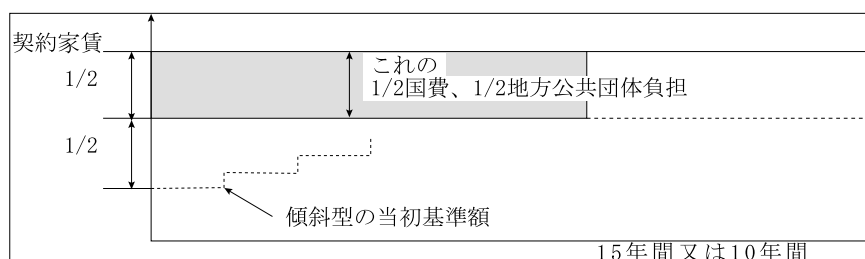 契約家賃
1/2
これの
1/2国費、1/2地方公共団体負担
1/2
傾斜型の当初基準額
15年間又は10年間